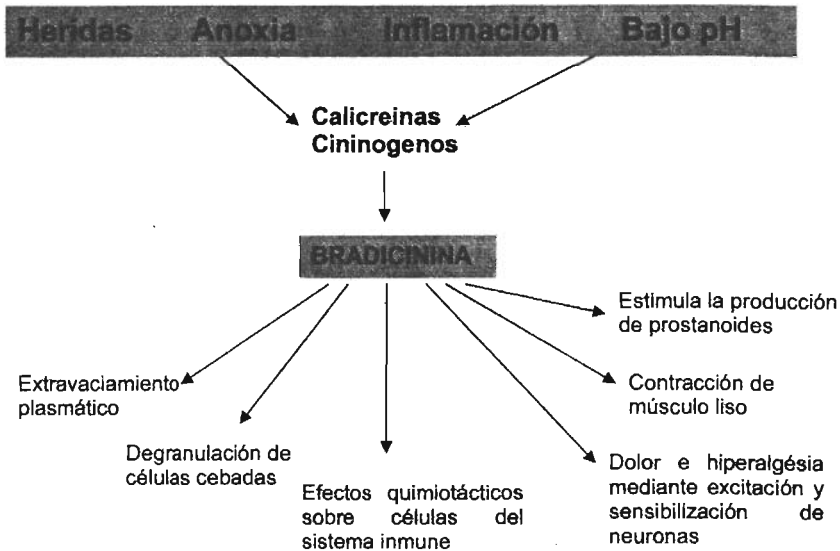 Heridas Anoxia Inflamación Bajo pH
Calicreinas
Cininogenos
BRADICININA
Estimula la producción
de prostanoides
Extravaciamiento
plasmático
Contracción de
músculo liso
Degranulación de
células cebadas
Efectos quimiotácticos
sobre células del
sistema inmune
Dolor e hiperalgésia
mediante excitación y
sensibilización de
neuronas